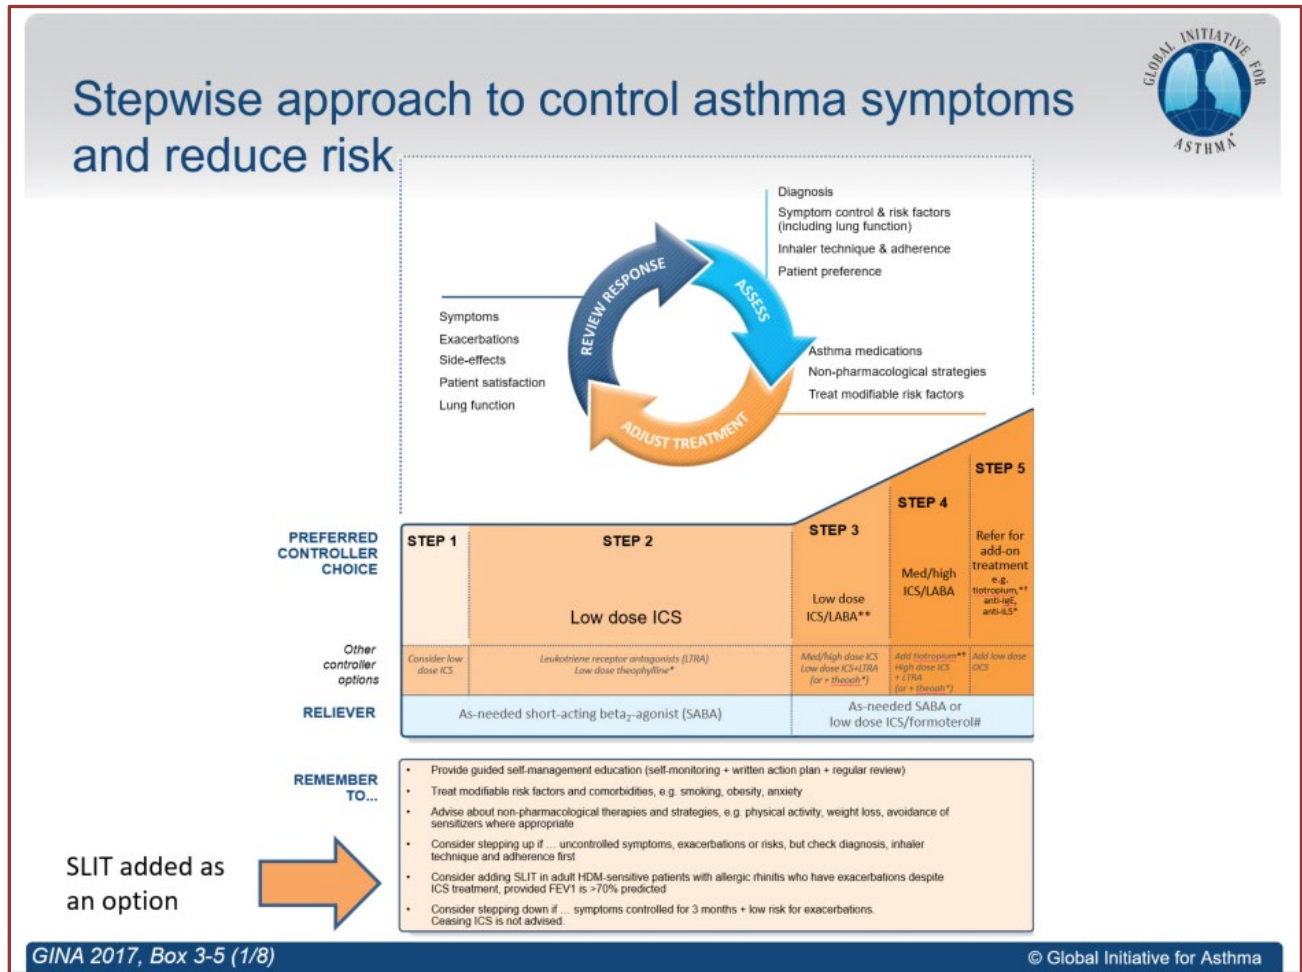 Stepwise approach to control asthma symptoms
and reduce risk
GLOBAL INITIATIVE FOR
ASTHMA
Diagnosis
Symptom control & risk factors
(including lung function)
Inhaler technique & adherence
Patient preference
REVIEW RESPONSE
ASSESS
ADJUST TREATMENT
Symptoms
Exacerbations
Side-effects
Patient satisfaction
Lung function
Asthma medications
Non-pharmacological strategies
Treat modifiable risk factors
PREFERRED
CONTROLLER
CHOICE
STEP 1
STEP 2
Low dose ICS
STEP 3
Low dose
ICS/LABA**
STEP 4
Med/high
ICS/LABA
STEP 5
Refer for
add-on
treatment
e.g.
tiotropium,*†
anti-IgE,
anti-IL5*
Other
controller
options
Consider low
dose ICS
Leukotriene receptor antagonists (LTRA)
Low dose theophylline*
Med/high dose ICS
Low dose ICS+LTRA
(or + theoph*)
Add tiotropium*†
High dose ICS
+ LTRA
(or + theoph*)
Add low dose
OCS
RELIEVER
As-needed short-acting beta₂-agonist (SABA)
As-needed SABA or
low dose ICS/formoterol#
REMEMBER
TO...
• Provide guided self-management education (self-monitoring + written action plan + regular review)
• Treat modifiable risk factors and comorbidities, e.g. smoking, obesity, anxiety
• Advise about non-pharmacological therapies and strategies, e.g. physical activity, weight loss, avoidance of
sensitizers where appropriate
• Consider stepping up if … uncontrolled symptoms, exacerbations or risks, but check diagnosis, inhaler
technique and adherence first
• Consider adding SLIT in adult HDM-sensitive patients with allergic rhinitis who have exacerbations despite
ICS treatment, provided FEV1 is >70% predicted
• Consider stepping down if … symptoms controlled for 3 months + low risk for exacerbations.
Ceasing ICS is not advised.
SLIT added as
an option
GINA 2017, Box 3-5 (1/8)
© Global Initiative for Asthma